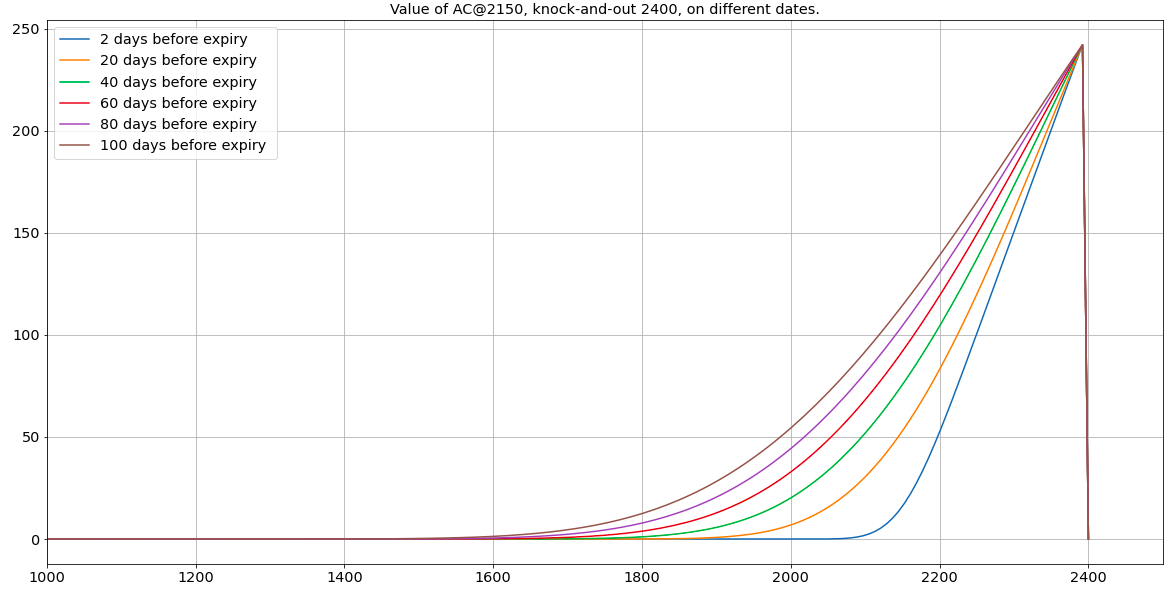 Value of AC@2150, knock-and-out 2400, on different dates.
250
200
150
100
50
0
2 days before expiry
20 days before expiry
40 days before expiry
60 days before expiry
80 days before expiry
100 days before expiry
1000 1200 1400 1600 1800 2000 2200 2400